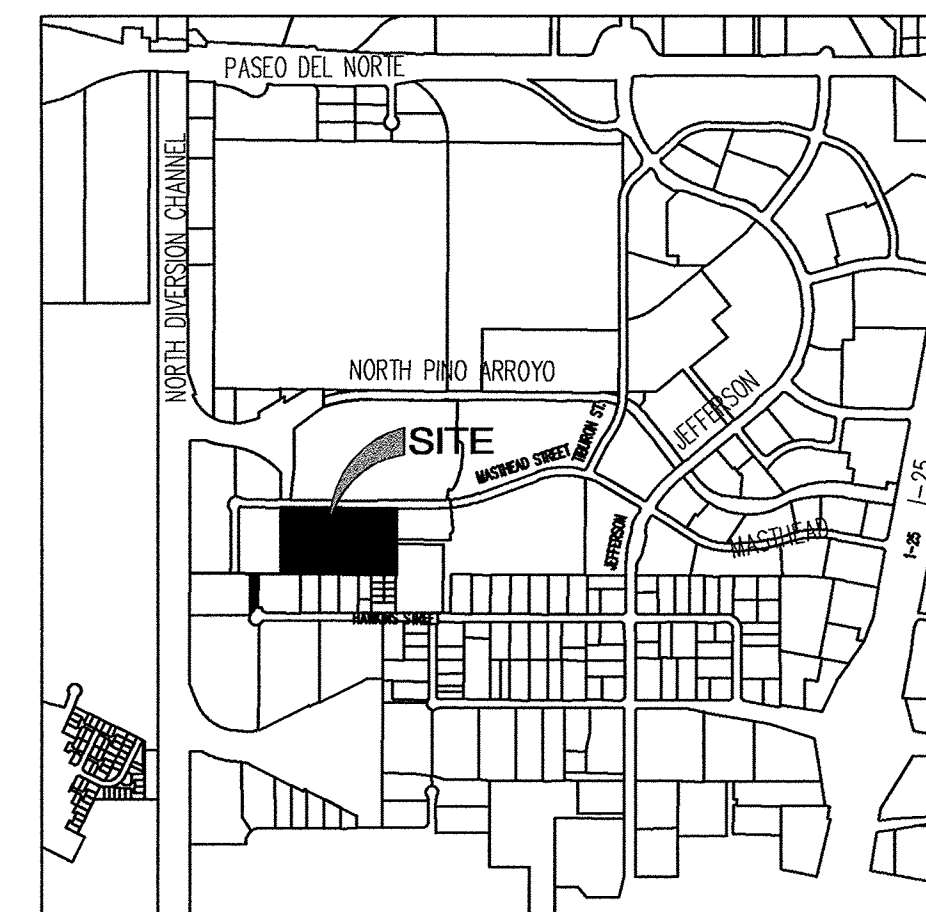 PASEO DEL NORTE
NORTH DIVERSION CHANNEL
NORTH PINO ARROYO
JEFFERSON
SITE
TIBURON ST.
MASTHEAD STREET
I-25
JEFFERSON
MASTHEAD
I-25
HAWKINS STREET